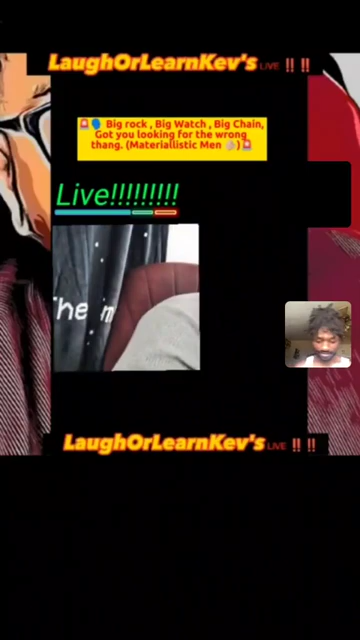 LaughOrLearnKev's LIVE ‼️ ‼️
🚨🗣️ Big rock , Big Watch , Big Chain,
Got you looking for the wrong
thang. (Materiallistic Men 💍)🚨
Live!!!!!!!!!
The m
LaughOrLearnKev's LIVE ‼️ ‼️